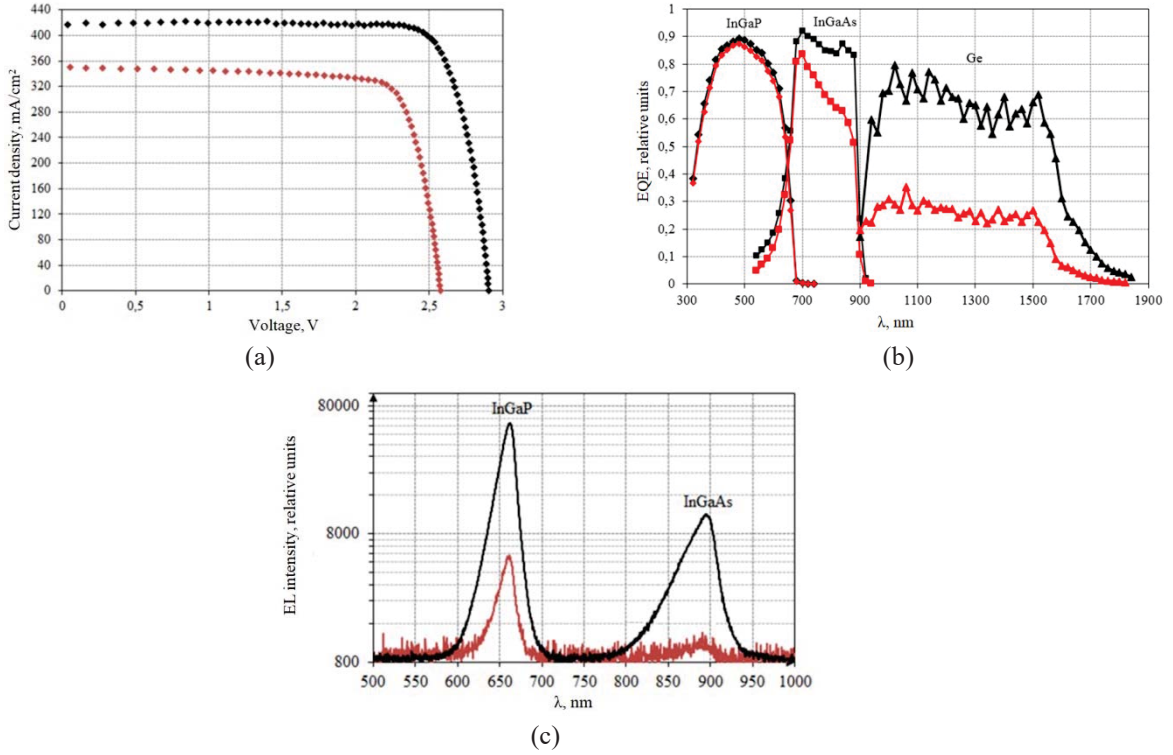 440
400
360
320
280
240
200
160
120
80
40
0
Current density, mA/cm²
0 0,5 1 1,5 2 2,5 3
Voltage, V
(a)
InGaP InGaAs
Ge
1
0,9
0,8
0,7
0,6
0,5
0,4
0,3
0,2
0,1
0
EQE, relative units
300 500 700 900 1100 1300 1500 1700 1900
λ, nm
(b)
80000
8000
800
EL intensity, relative units
InGaP
InGaAs
500 550 600 650 700 750 800 850 900 950 1000
λ, nm
(c)